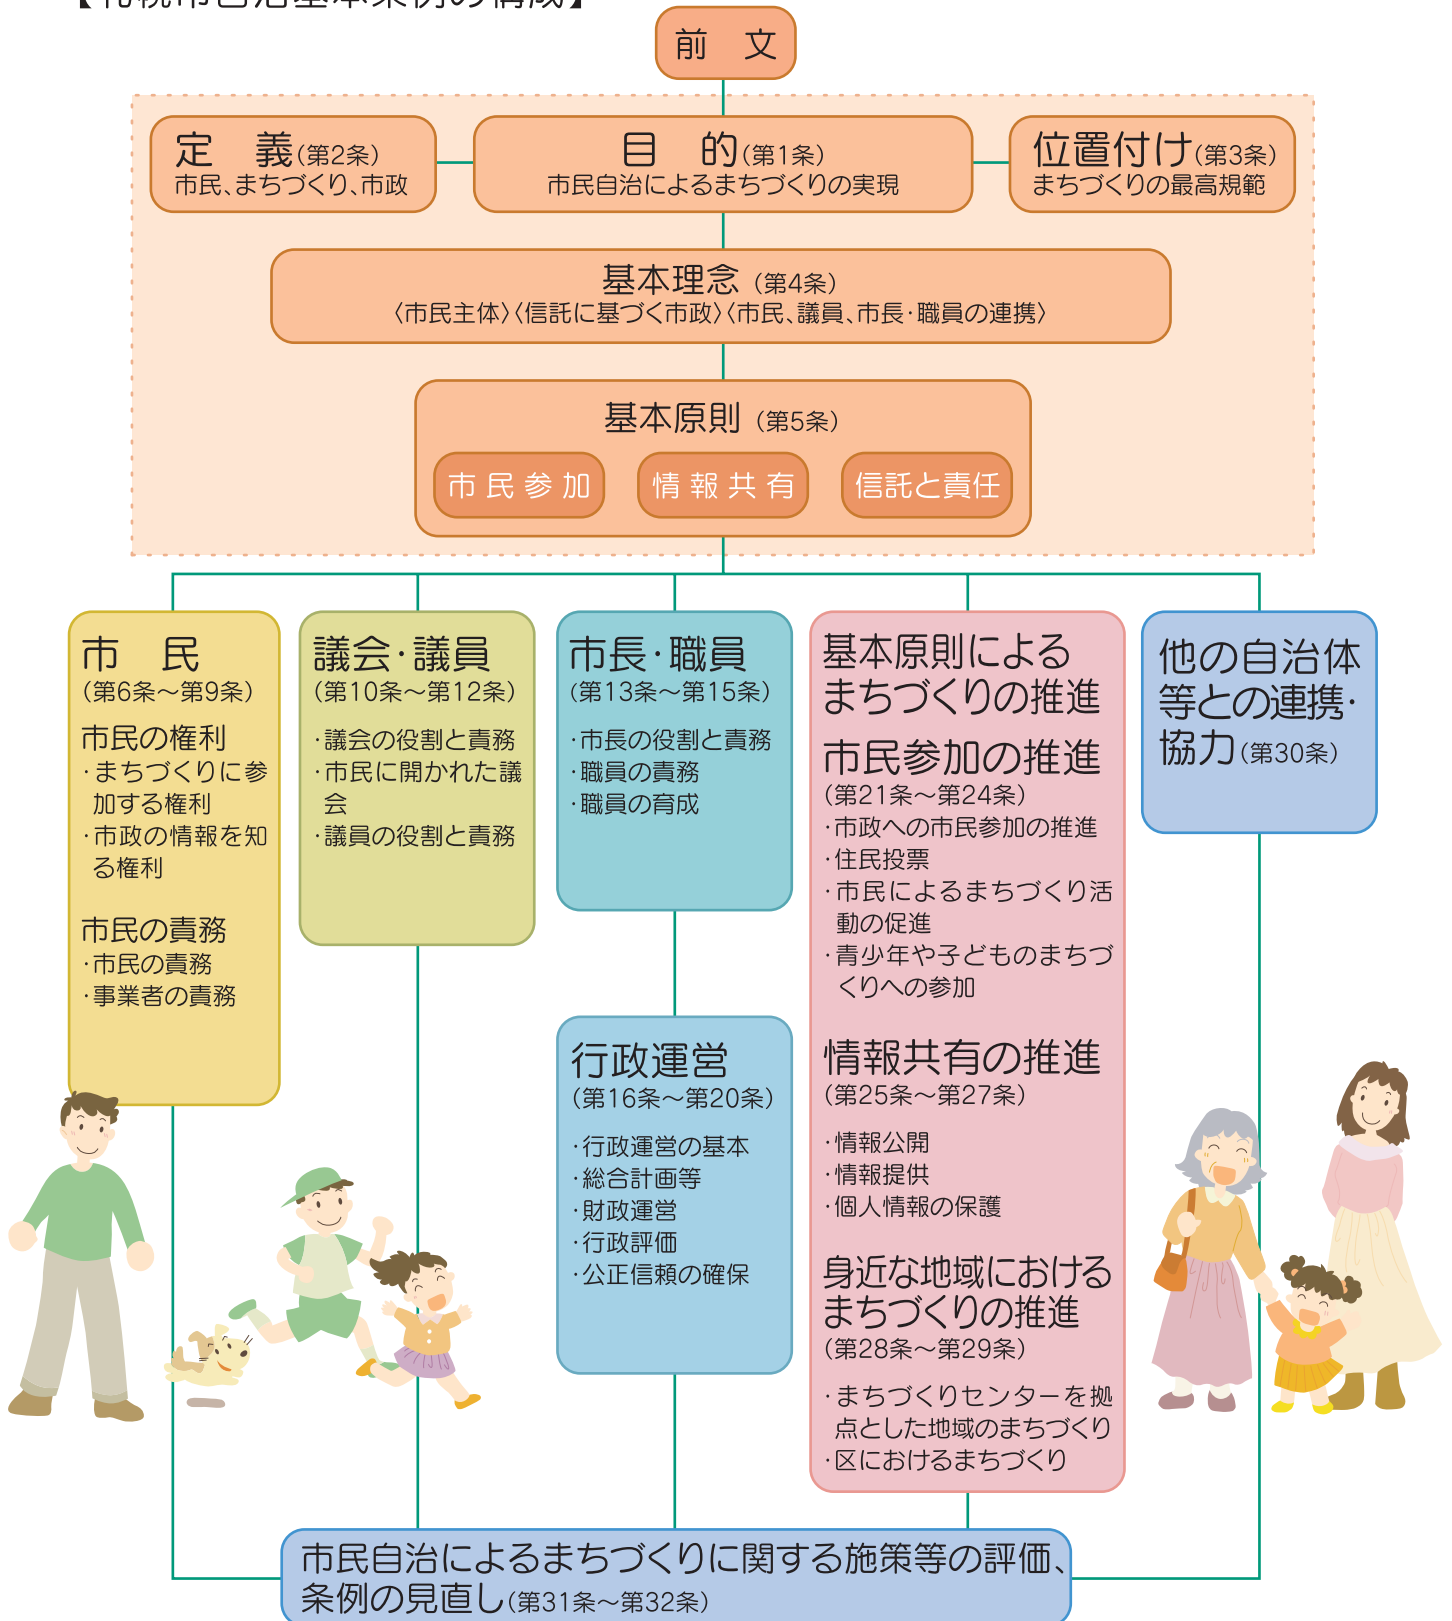 【札幌市自治基本条例の構成】
前　文
定　義(第2条)
市民、まちづくり、市政
目　的(第1条)
市民自治によるまちづくりの実現
位置付け(第3条)
まちづくりの最高規範
基本理念（第4条）
〈市民主体〉〈信託に基づく市政〉〈市民、議員、市長・職員の連携〉
基本原則（第5条）
市民参加
情報共有
信託と責任
市　民
（第6条～第9条）
市民の権利
・まちづくりに参
加する権利
・市政の情報を知
る権利
市民の責務
・市民の責務
・事業者の責務
議会・議員
（第10条～第12条）
・議会の役割と責務
・市民に開かれた議
会
・議員の役割と責務
市長・職員
（第13条～第15条）
・市長の役割と責務
・職員の責務
・職員の育成
行政運営
（第16条～第20条）
・行政運営の基本
・総合計画等
・財政運営
・行政評価
・公正信頼の確保
基本原則による
まちづくりの推進
市民参加の推進
（第21条～第24条）
・市政への市民参加の推進
・住民投票
・市民によるまちづくり活
動の促進
・青少年や子どものまちづ
くりへの参加
情報共有の推進
（第25条～第27条）
・情報公開
・情報提供
・個人情報の保護
身近な地域における
まちづくりの推進
（第28条～第29条）
・まちづくりセンターを拠
点とした地域のまちづくり
・区におけるまちづくり
他の自治体
等との連携・
協力（第30条）
市民自治によるまちづくりに関する施策等の評価、
条例の見直し（第31条～第32条）